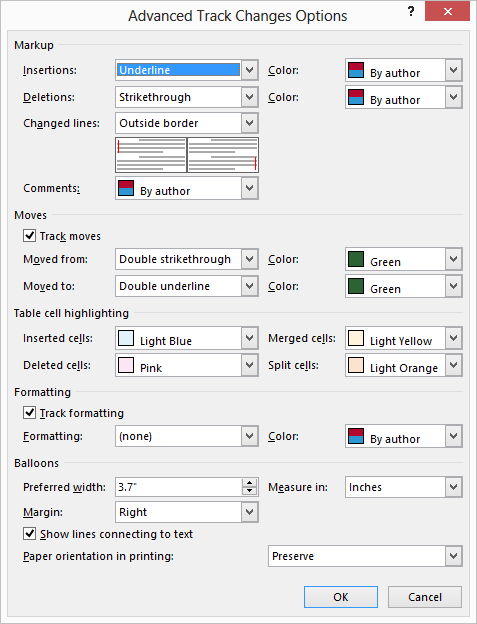 Advanced Track Changes Options ?
Markup
Insertions: Underline Color: By author
Deletions: Strikethrough Color: By author
Changed lines: Outside border
Comments: By author
Moves
Track moves
Moved from: Double strikethrough Color: Green
Moved to: Double underline Color: Green
Table cell highlighting
Inserted cells: Light Blue Merged cells: Light Yellow
Deleted cells: Pink Split cells: Light Orange
Formatting
Track formatting
Formatting: (none) Color: By author
Balloons
Preferred width: 3.7" Measure in: Inches
Margin: Right
Show lines connecting to text
Paper orientation in printing: Preserve
OK Cancel